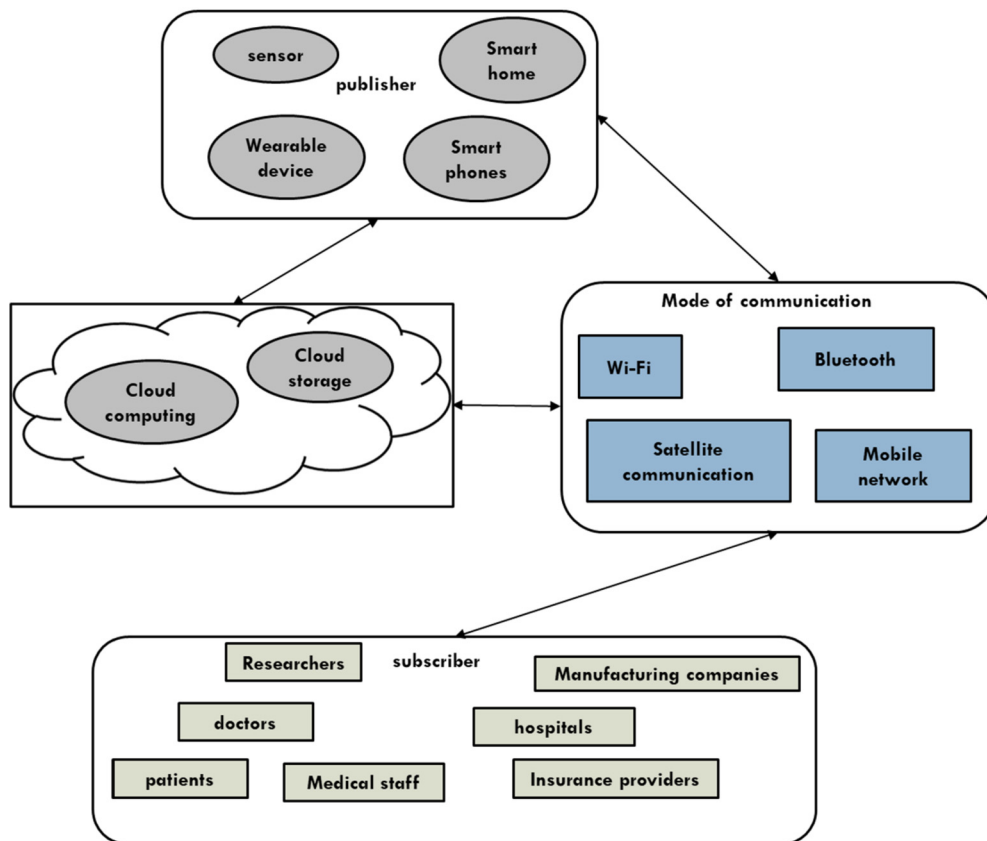 sensor
Smart
home
publisher
Wearable
device
Smart
phones
Mode of communication
Cloud
storage
Cloud
computing
Wi-Fi
Bluetooth
Satellite
communication
Mobile
network
Researchers
subscriber
Manufacturing companies
doctors
hospitals
patients
Medical staff
Insurance providers